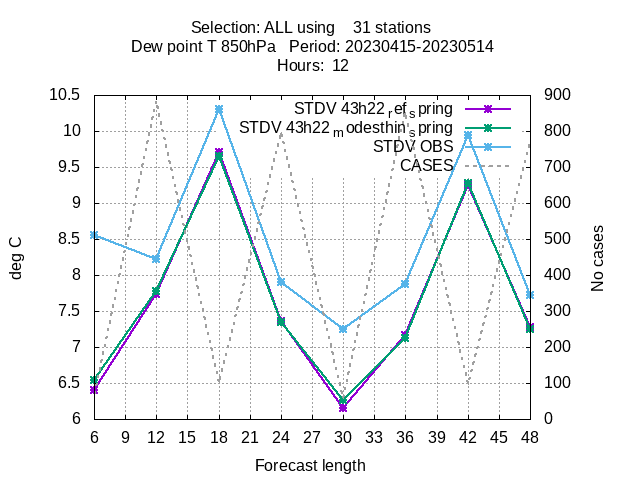 Selection: ALL using    31 stations
Dew point T 850hPa   Period: 20230415-20230514
Hours:  12
STDV 43h22ref_spring
STDV 43h22modesthin_spring
STDV OBS
CASES
10.5
10
9.5
9
8.5
8
7.5
7
6.5
6
900
800
700
600
500
400
300
200
100
0
deg C
No cases
6 9 12 15 18 21 24 27 30 33 36 39 42 45 48
Forecast length